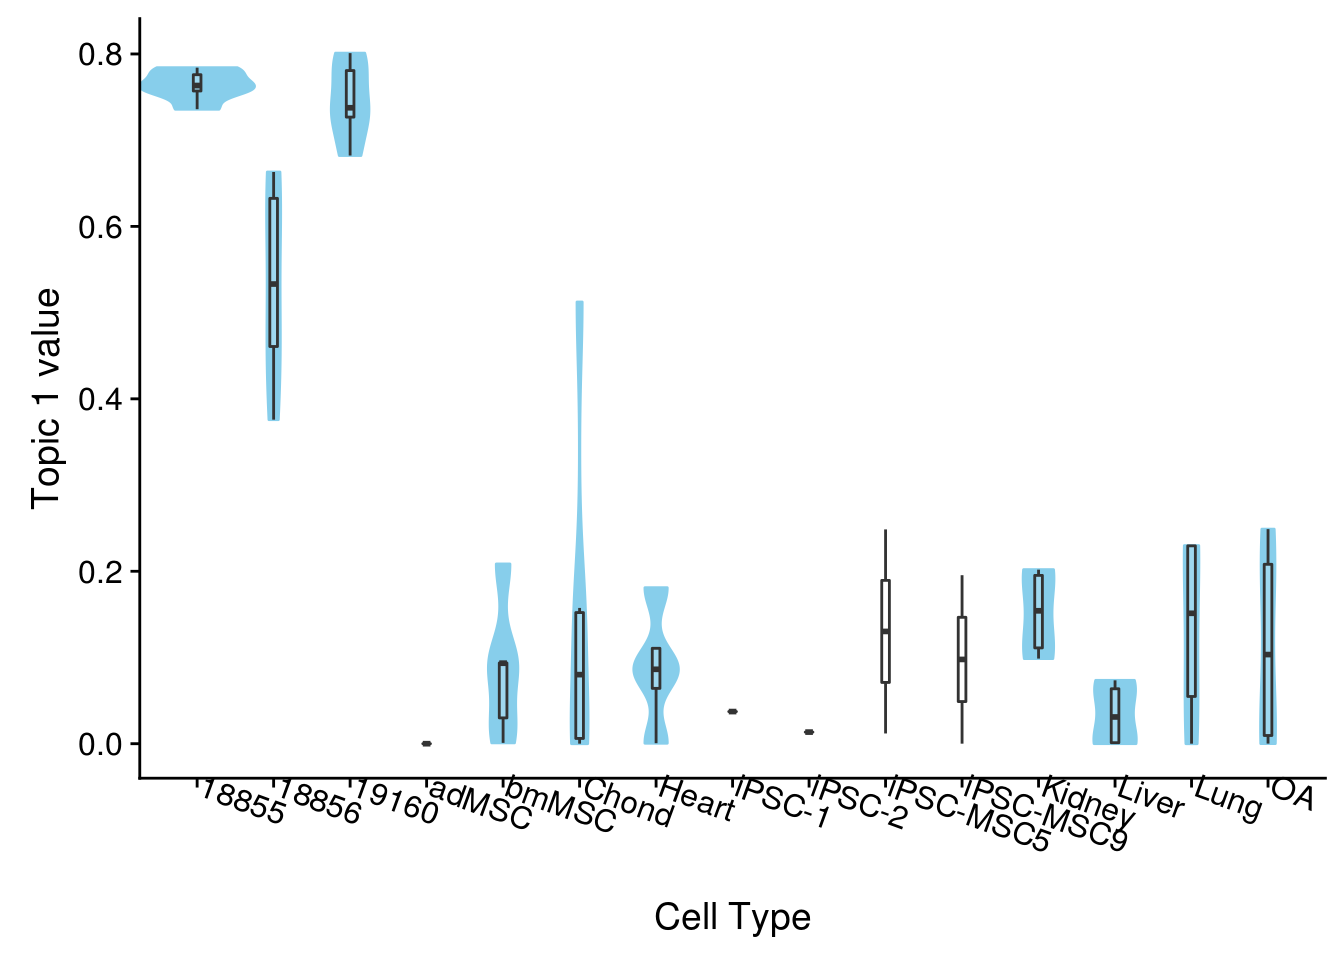 0.8
0.6
0.4
0.2
0.0
Topic 1 value
18855
18856
19160
adMSC
bmMSC
Chond
Heart
iPSC-1
iPSC-2
iPSC-MSC5
iPSC-MSC9
Kidney
Liver
Lung
OA
Cell Type